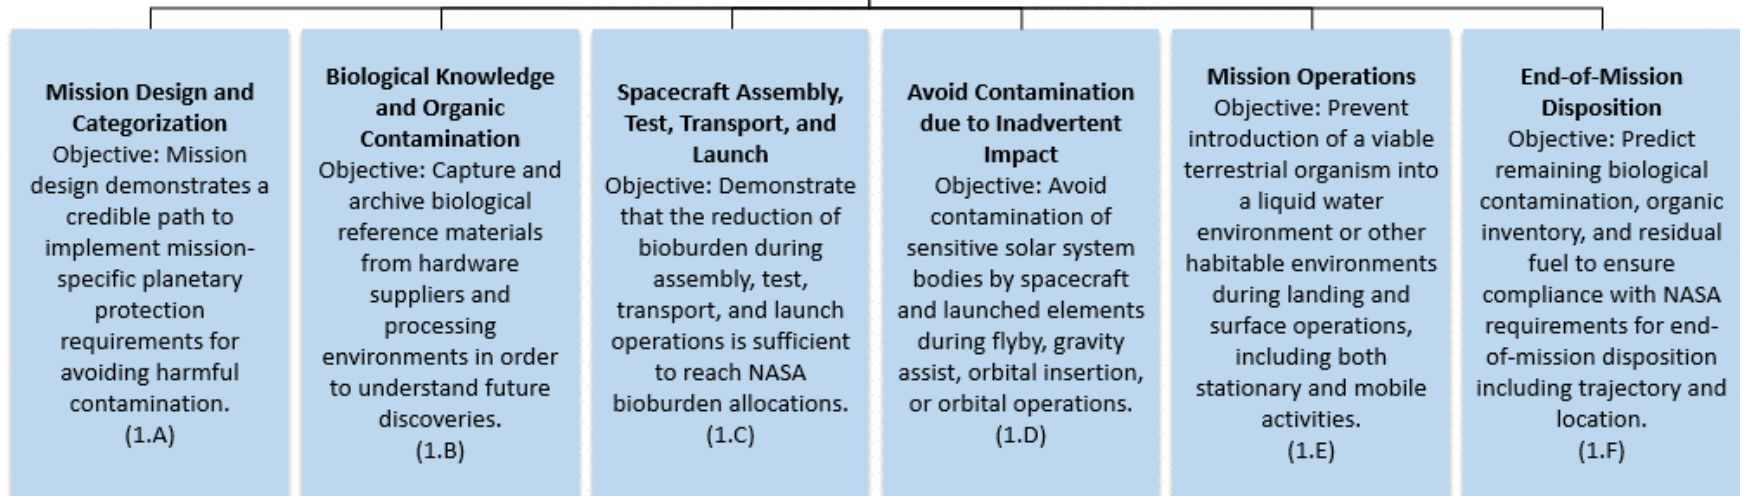 Mission Design and
Categorization
Objective: Mission
design demonstrates a
credible path to
implement mission-
specific planetary
protection
requirements for
avoiding harmful
contamination.
(1.A)
Biological Knowledge
and Organic
Contamination
Objective: Capture and
archive biological
reference materials
from hardware
suppliers and
processing
environments in order
to understand future
discoveries.
(1.B)
Spacecraft Assembly,
Test, Transport, and
Launch
Objective: Demonstrate
that the reduction of
bioburden during
assembly, test,
transport, and launch
operations is sufficient
to reach NASA
bioburden allocations.
(1.C)
Avoid Contamination
due to Inadvertent
Impact
Objective: Avoid
contamination of
sensitive solar system
bodies by spacecraft
and launched elements
during flyby, gravity
assist, orbital insertion,
or orbital operations.
(1.D)
Mission Operations
Objective: Prevent
introduction of a viable
terrestrial organism into
a liquid water
environment or other
habitable environments
during landing and
surface operations,
including both
stationary and mobile
activities.
(1.E)
End-of-Mission
Disposition
Objective: Predict
remaining biological
contamination, organic
inventory, and residual
fuel to ensure
compliance with NASA
requirements for end-
of-mission disposition
including trajectory and
location.
(1.F)